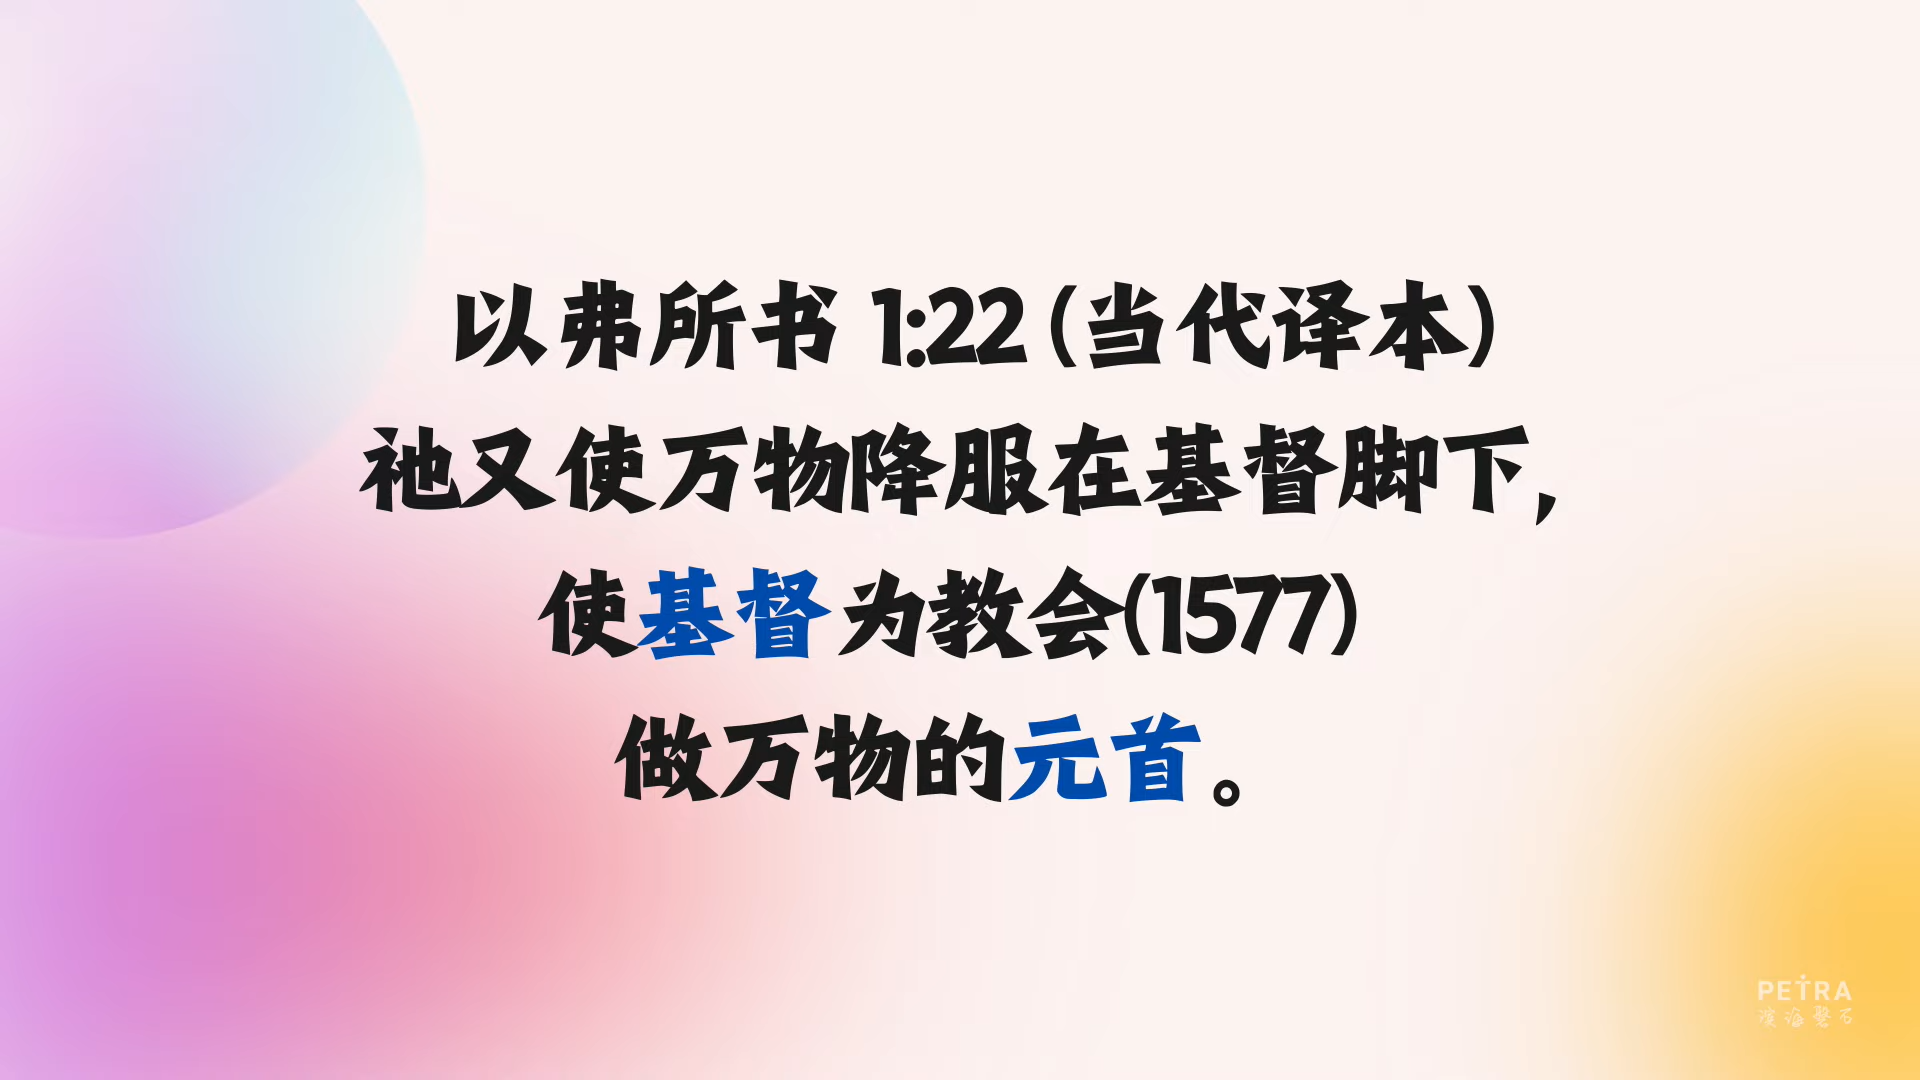 以弗所书 1:22 (当代译本)
祂又使万物降服在基督脚下,
使基督为教会(1577)
做万物的元首。
PETRA